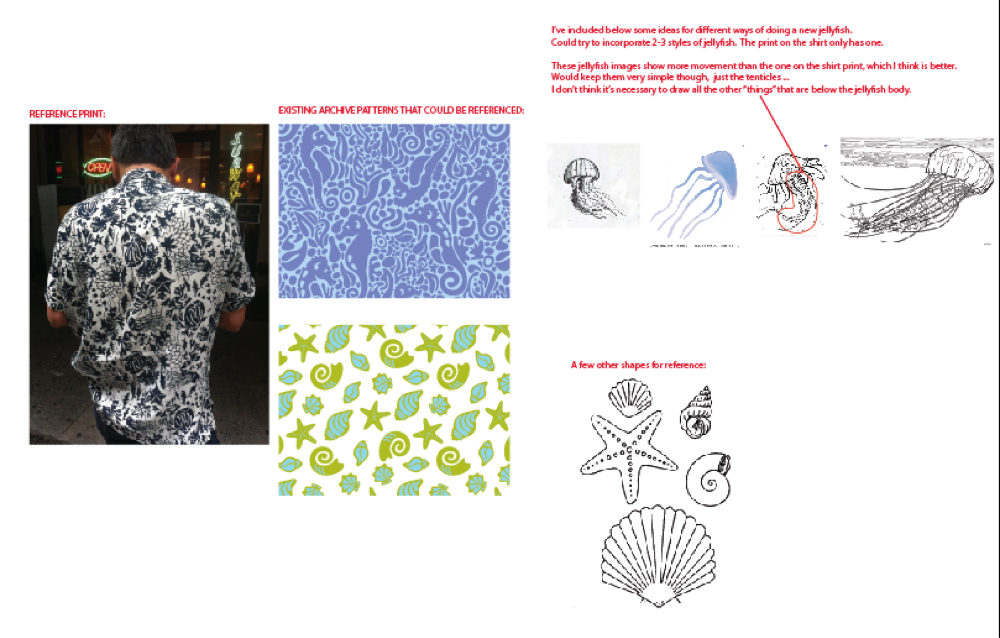 I've included below some ideas for different ways of doing a new jellyfish.
Could try to incorporate 2-3 styles of jellyfish. The print on the shirt only has one.
These jellyfish images show more movement than the one on the shirt print, which I think is better.
Would keep them very simple though, just the tenticles ...
I don't think it's necessary to draw all the other "things" that are below the jellyfish body.
REFERENCE PRINT:
EXISTING ARCHIVE PATTERNS THAT COULD BE REFERENCED:
OPEN
SUBWAY
A few other shapes for reference: